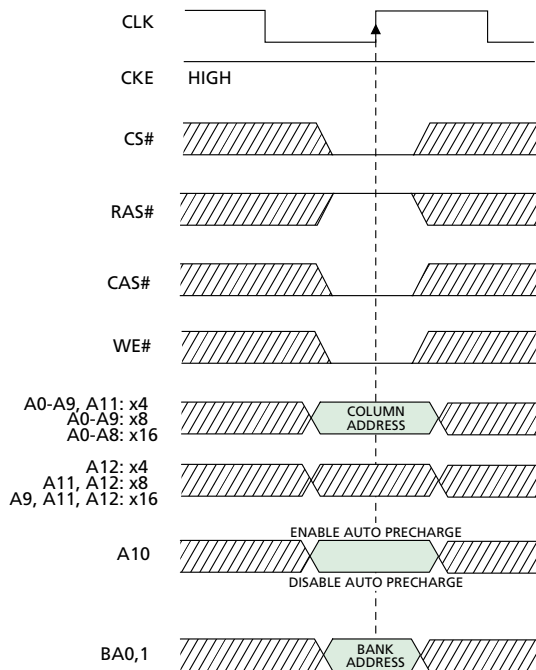 CLK
CKE HIGH
CS#
RAS#
CAS#
WE#
A0-A9, A11: x4
A0-A9: x8
A0-A8: x16
COLUMN
ADDRESS
A12: x4
A11, A12: x8
A9, A11, A12: x16
ENABLE AUTO PRECHARGE
A10
DISABLE AUTO PRECHARGE
BA0,1
BANK
ADDRESS